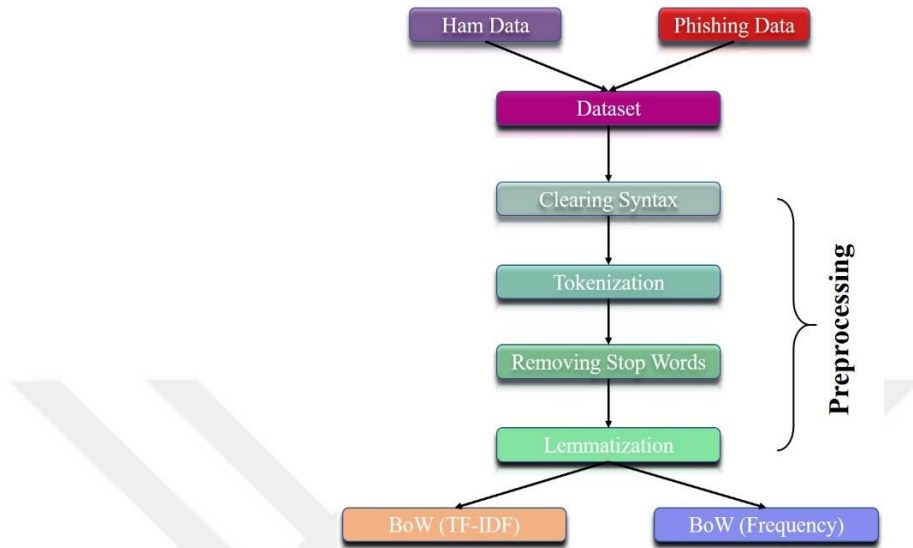 Ham Data
Phishing Data
Dataset
Clearing Syntax
Tokenization
Removing Stop Words
Lemmatization
Preprocessing
BoW (TF-IDF)
BoW (Frequency)